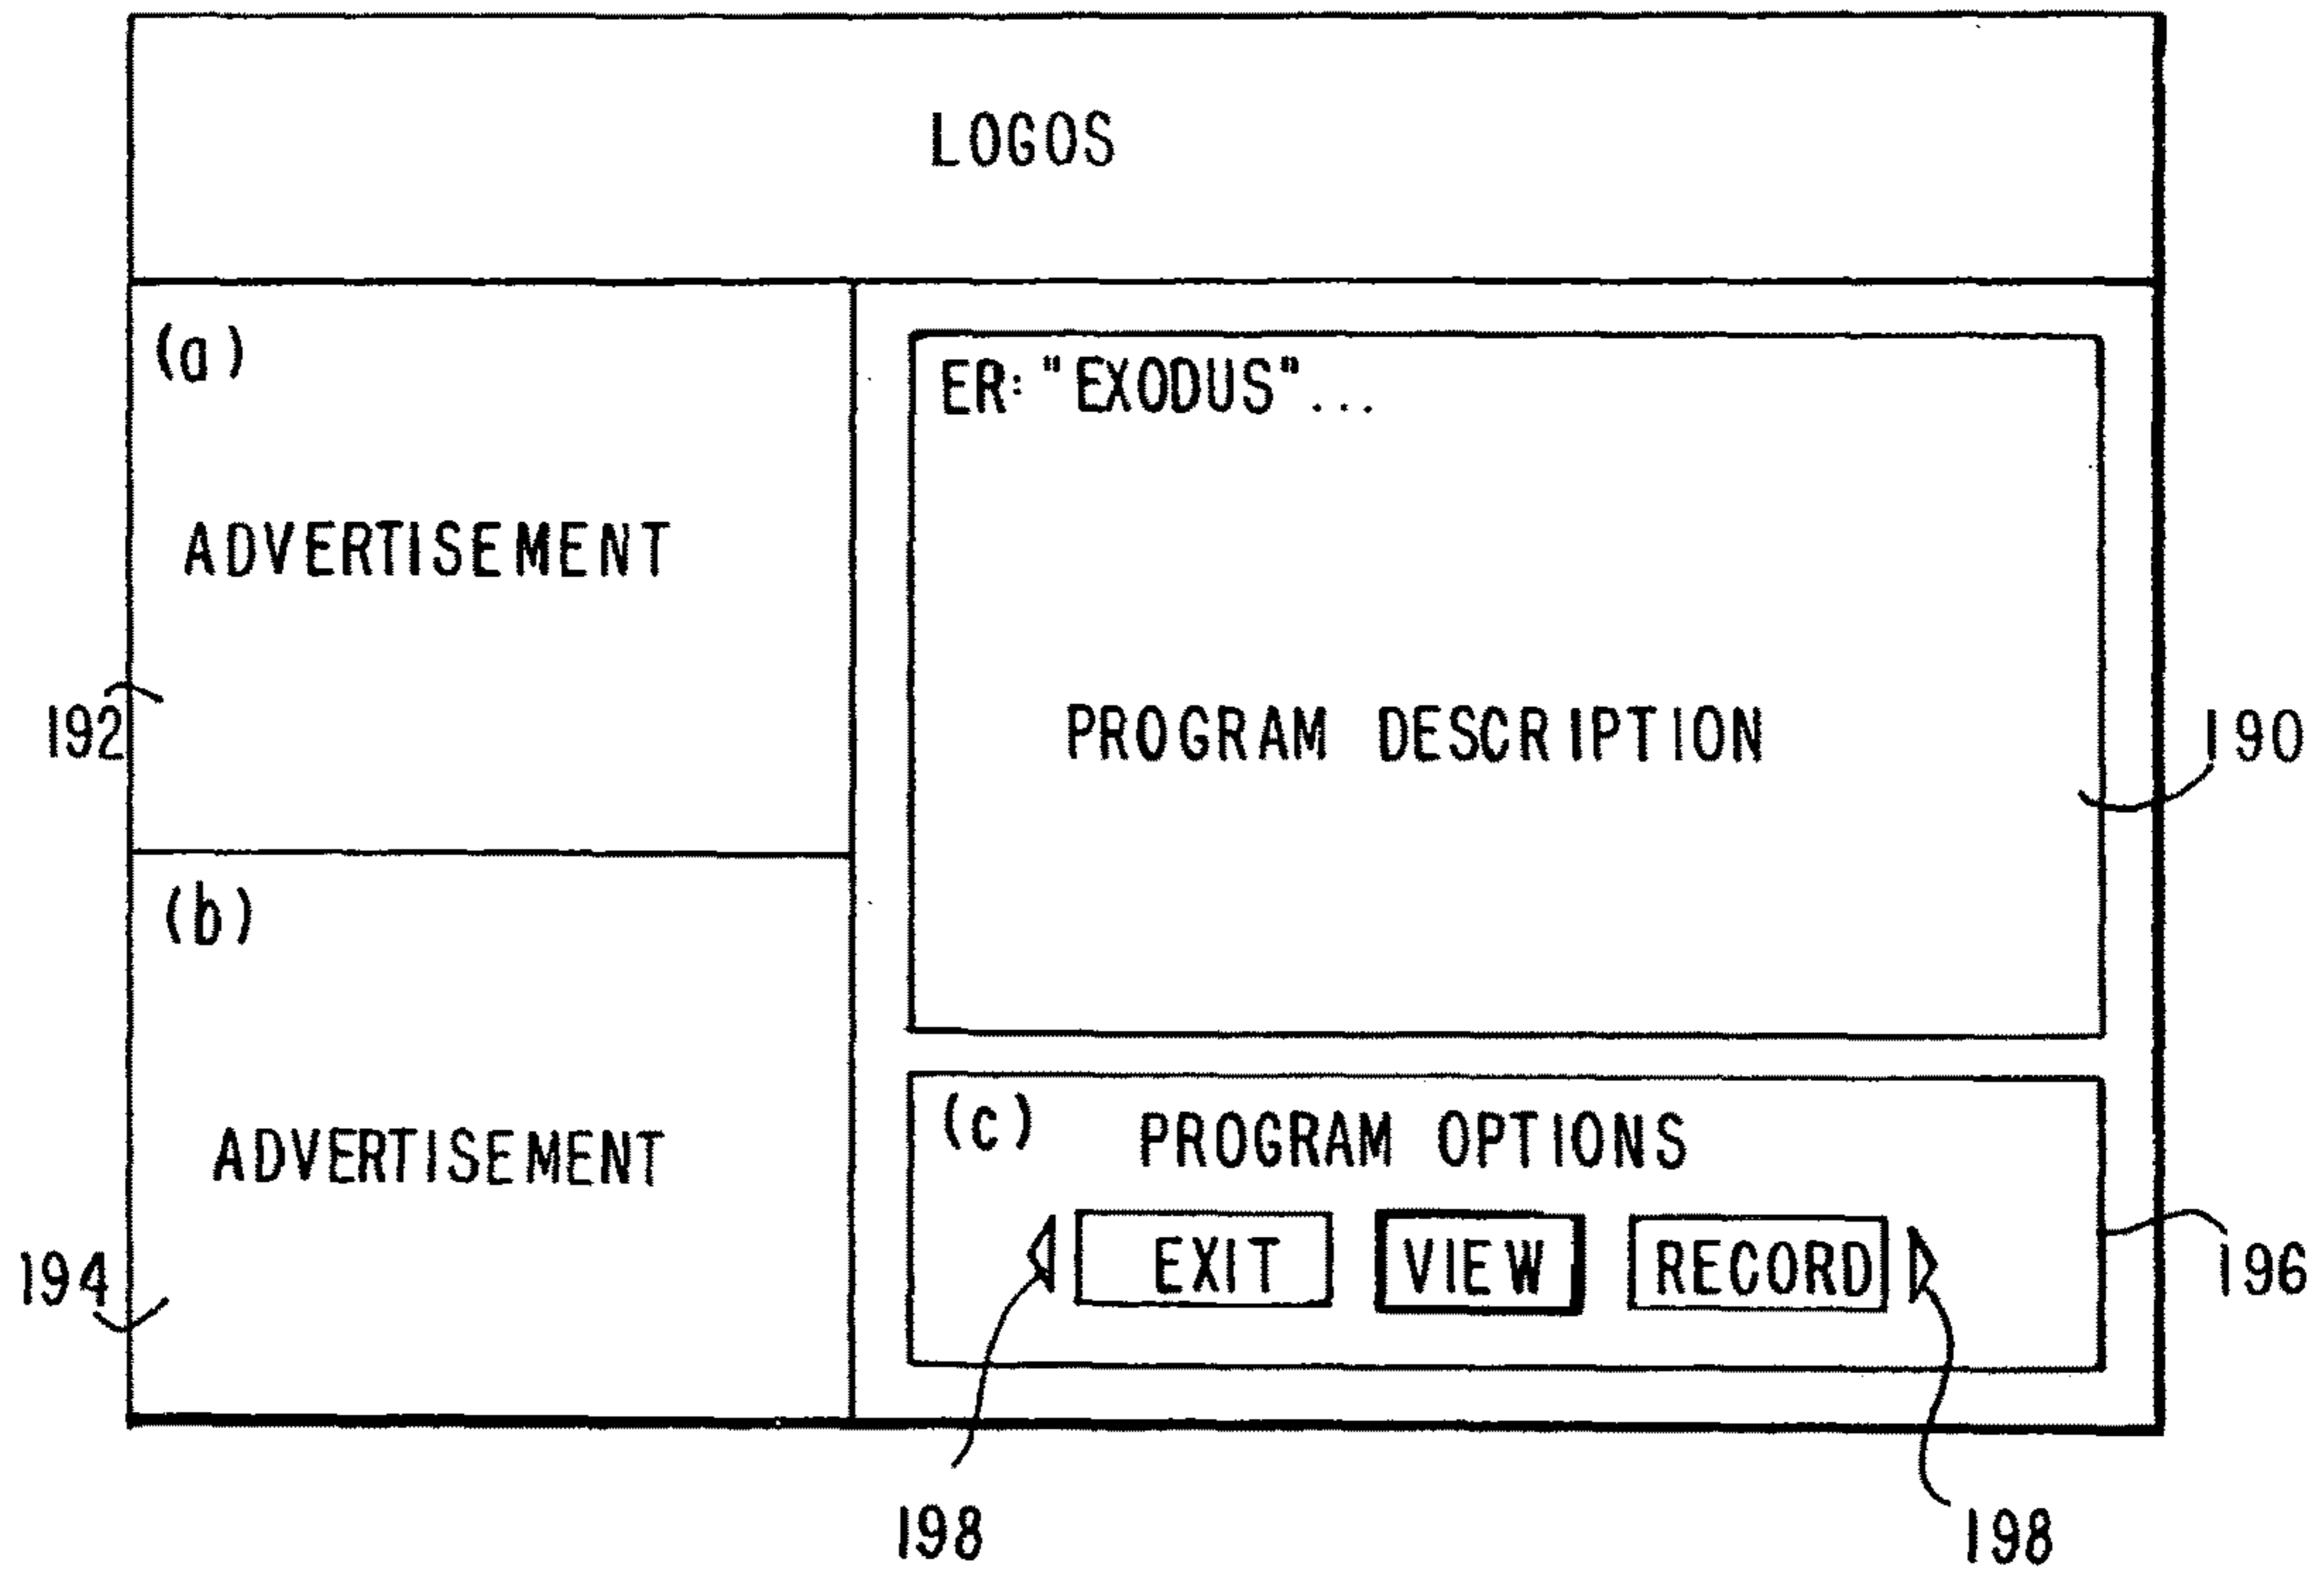 LOGOS
(a)
ADVERTISEMENT
192
(b)
ADVERTISEMENT
194
ER: "EXODUS"...
PROGRAM DESCRIPTION
190
(c) PROGRAM OPTIONS
EXIT VIEW RECORD
196
198
198